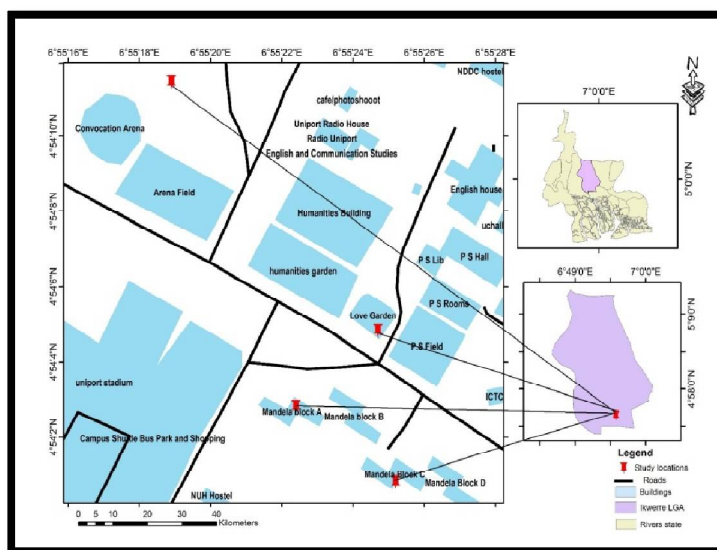 6°55'16"E 6°55'18"E 6°55'20"E 6°55'22"E 6°55'24"E 6°55'26"E 6°55'28"E
NDDC hostel
cafe/photoshooot
Convocation Arena
Uniport Radio House
Radio Uniport
English and Communication Studies
Arena Field
English house
Humanities Building
uchall
P S Hall
P S Lib
humanities garden
P S Rooms
Love Garden
P.S Field
uniport stadium
ICTC
Mandela block A
Mandela block B
Campus Shuttle Bus Park and Shopping
Mandela Block C
Mandela Block D
NUH Hostel
4°54'10"N
4°54'8"N
4°54'6"N
4°54'4"N
4°54'2"N
0 5 10 20 30 40
Kilometers
N
7°0'0"E
5°0'0"N
6°49'0"E 7°0'0"E
5°9'0"N
4°58'0"N
Legend
Study locations
Roads
Buildings
Ikwerre LGA
Rivers state